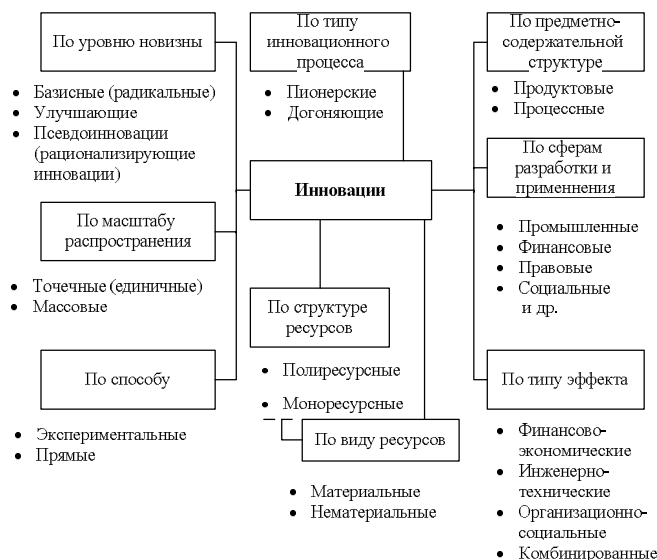 По уровню новизны
• Базисные (радикальные)
• Улучшающие
• Псевдоинновации
(рационализирующие
инновации)
По масштабу
распространения
• Точечные (единичные)
• Массовые
По способу
• Экспериментальные
• Прямые
По типу
инновационного
процесса
• Пионерские
• Догоняющие
Инновации
По структуре
ресурсов
• Полиресурсные
• Моноресурсные
По виду ресурсов
• Материальные
• Нематериальные
По предметно-
содержательной
структуре
• Продуктовые
• Процессные
По сферам
разработки и
применнения
• Промышленные
• Финансовые
• Правовые
• Социальные
и др.
По типу эффекта
• Финансово-
экономические
• Инженерно-
технические
• Организационно-
социальные
• Комбинированные